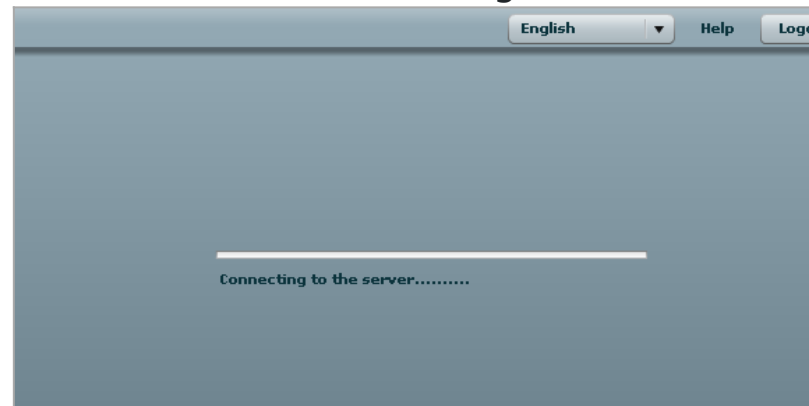 English Help
Connecting to the server..........